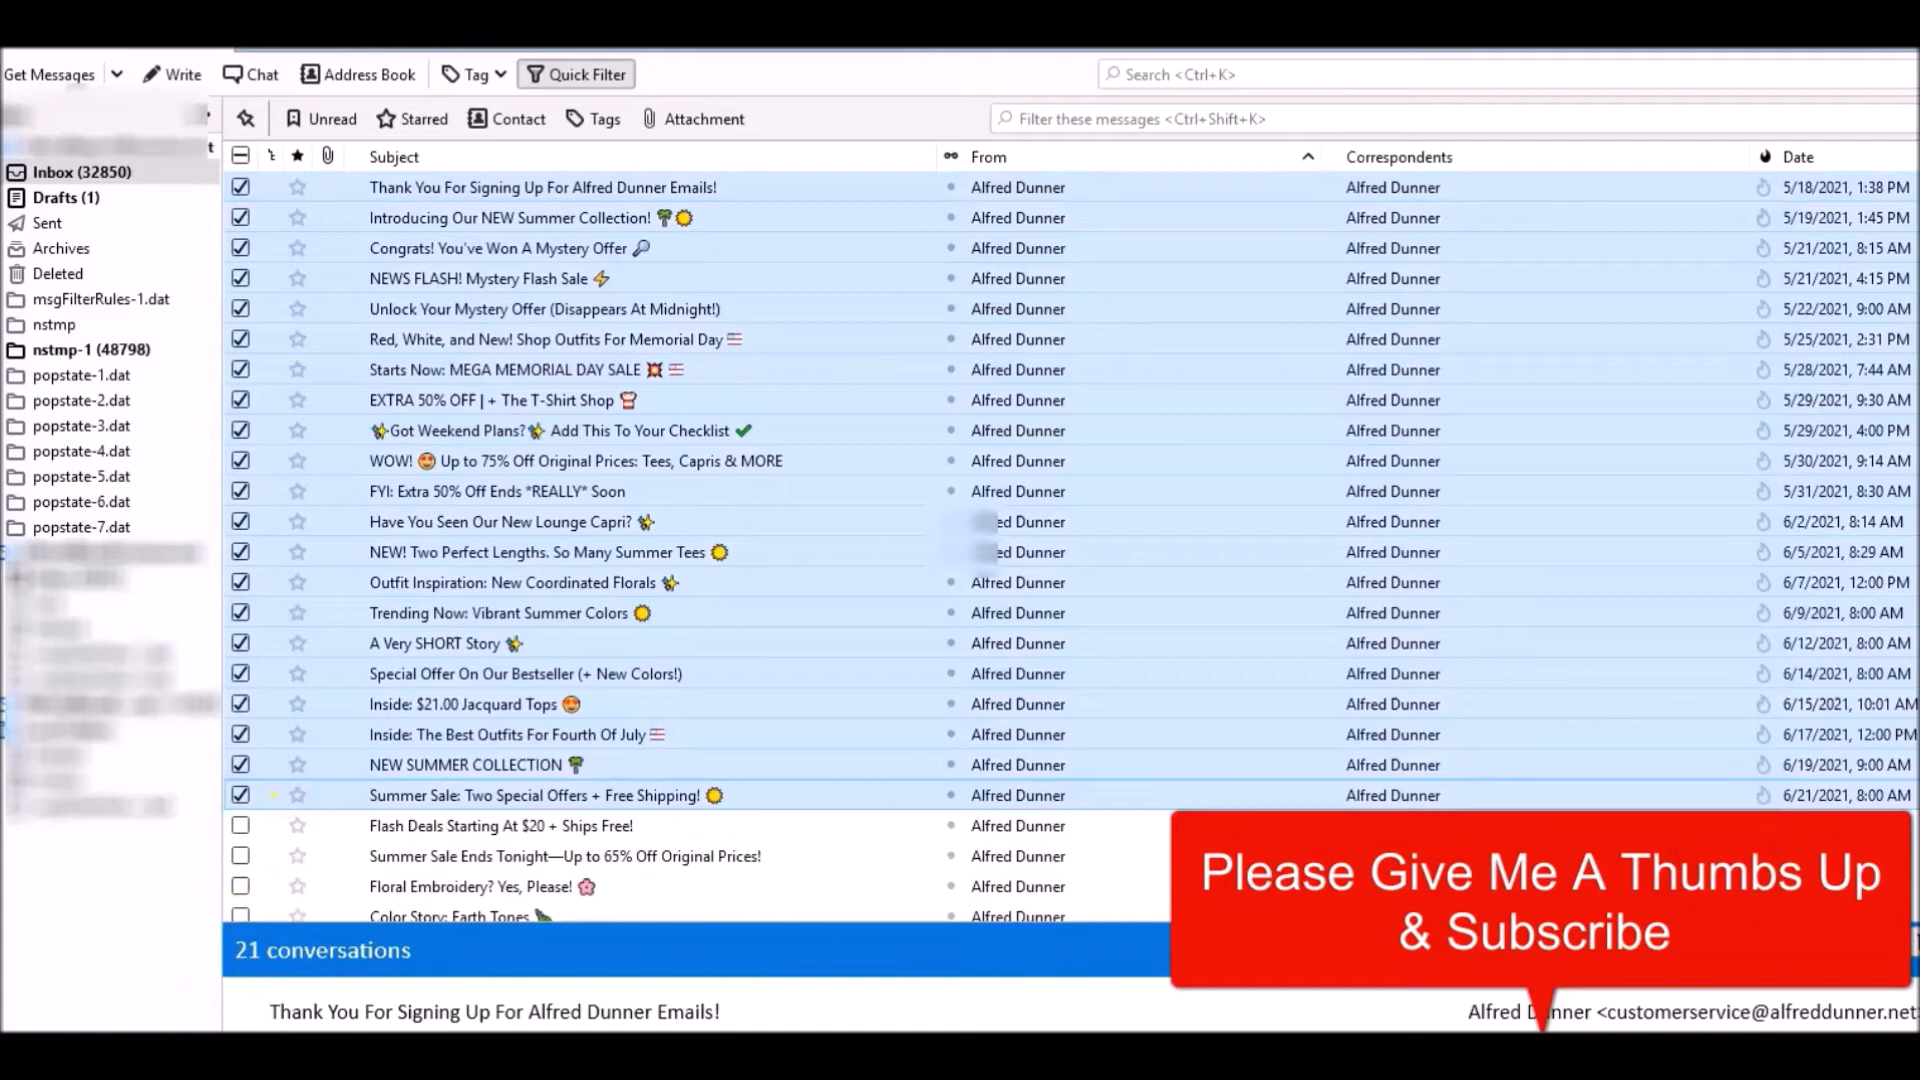 Get Messages Write Chat Address Book Tag Quick Filter Search <Ctrl+K>
Unread Starred Contact Tags Attachment Filter these messages <Ctrl+Shift+K>
Subject From Correspondents Date
Inbox (32850)
Drafts (1)
Sent
Archives
Deleted
msgFilterRules-1.dat
nstmp
nstmp-1 (48798)
popstate-1.dat
popstate-2.dat
popstate-3.dat
popstate-4.dat
popstate-5.dat
popstate-6.dat
popstate-7.dat
Thank You For Signing Up For Alfred Dunner Emails! Alfred Dunner Alfred Dunner 5/18/2021, 1:38 PM
Introducing Our NEW Summer Collection! 🌴☀️ Alfred Dunner Alfred Dunner 5/19/2021, 1:45 PM
Congrats! You've Won A Mystery Offer 🔎 Alfred Dunner Alfred Dunner 5/21/2021, 8:15 AM
NEWS FLASH! Mystery Flash Sale ⚡ Alfred Dunner Alfred Dunner 5/21/2021, 4:15 PM
Unlock Your Mystery Offer (Disappears At Midnight!) Alfred Dunner Alfred Dunner 5/22/2021, 9:00 AM
Red, White, and New! Shop Outfits For Memorial Day Alfred Dunner Alfred Dunner 5/25/2021, 2:31 PM
Starts Now: MEGA MEMORIAL DAY SALE 💥 Alfred Dunner Alfred Dunner 5/28/2021, 7:44 AM
EXTRA 50% OFF | + The T-Shirt Shop Alfred Dunner Alfred Dunner 5/29/2021, 9:30 AM
✨Got Weekend Plans?✨ Add This To Your Checklist ✔ Alfred Dunner Alfred Dunner 5/29/2021, 4:00 PM
WOW! 😍 Up to 75% Off Original Prices: Tees, Capris & MORE Alfred Dunner Alfred Dunner 5/30/2021, 9:14 AM
FYI: Extra 50% Off Ends *REALLY* Soon Alfred Dunner Alfred Dunner 5/31/2021, 8:30 AM
Have You Seen Our New Lounge Capri? ✨ ed Dunner Alfred Dunner 6/2/2021, 8:14 AM
NEW! Two Perfect Lengths. So Many Summer Tees ☀️ ed Dunner Alfred Dunner 6/5/2021, 8:29 AM
Outfit Inspiration: New Coordinated Florals ✨ Alfred Dunner Alfred Dunner 6/7/2021, 12:00 PM
Trending Now: Vibrant Summer Colors ☀️ Alfred Dunner Alfred Dunner 6/9/2021, 8:00 AM
A Very SHORT Story ✨ Alfred Dunner Alfred Dunner 6/12/2021, 8:00 AM
Special Offer On Our Bestseller (+ New Colors!) Alfred Dunner Alfred Dunner 6/14/2021, 8:00 AM
Inside: $21.00 Jacquard Tops 😍 Alfred Dunner Alfred Dunner 6/15/2021, 10:01 AM
Inside: The Best Outfits For Fourth Of July Alfred Dunner Alfred Dunner 6/17/2021, 12:00 PM
NEW SUMMER COLLECTION 🌴 Alfred Dunner Alfred Dunner 6/19/2021, 9:00 AM
Summer Sale: Two Special Offers + Free Shipping! ☀️ Alfred Dunner Alfred Dunner 6/21/2021, 8:00 AM
Flash Deals Starting At $20 + Ships Free! Alfred Dunner
Summer Sale Ends Tonight—Up to 65% Off Original Prices! Alfred Dunner
Floral Embroidery? Yes, Please! 🌸 Alfred Dunner
Color Story: Earth Tones Alfred Dunner
Please Give Me A Thumbs Up
& Subscribe
21 conversations
Thank You For Signing Up For Alfred Dunner Emails! Alfred D nner <customerservice@alfreddunner.net